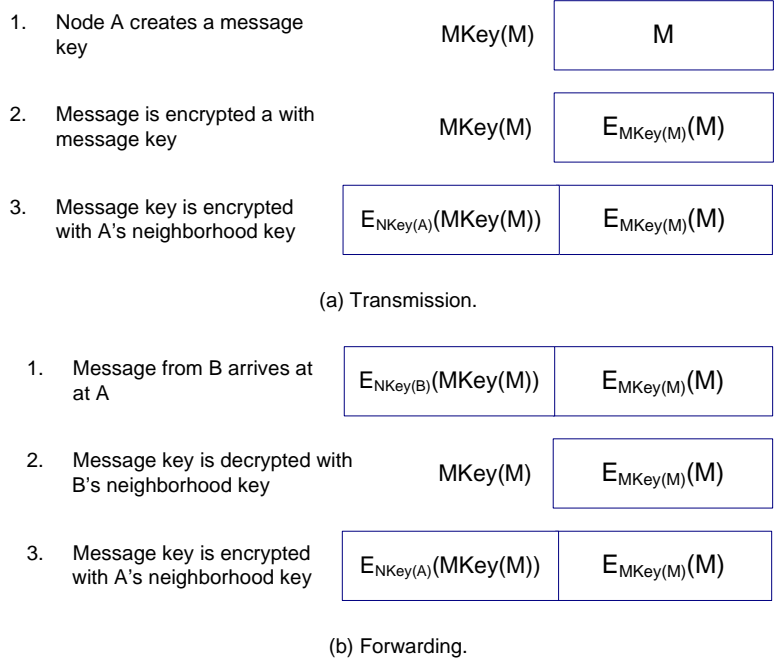 1. Node A creates a message
key
MKey(M)
M
2. Message is encrypted a with
message key
MKey(M)
EMKey(M)(M)
3. Message key is encrypted
with A's neighborhood key
ENKey(A)(MKey(M))
EMKey(M)(M)
(a) Transmission.
1. Message from B arrives at
at A
ENKey(B)(MKey(M))
EMKey(M)(M)
2. Message key is decrypted with
B's neighborhood key
MKey(M)
EMKey(M)(M)
3. Message key is encrypted
with A's neighborhood key
ENKey(A)(MKey(M))
EMKey(M)(M)
(b) Forwarding.